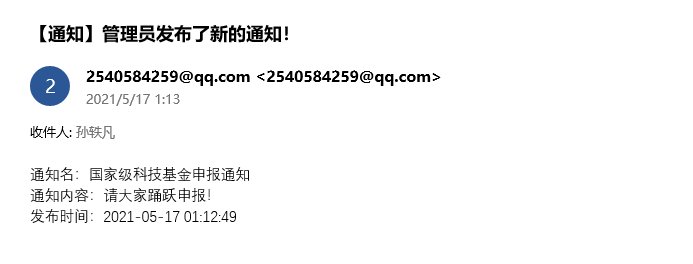 【通知】管理员发布了新的通知！
2
2540584259@qq.com <2540584259@qq.com>
2021/5/17 1:13
收件人: 孙轶凡
通知名：国家级科技基金申报通知
通知内容：请大家踊跃申报！
发布时间：2021-05-17 01:12:49